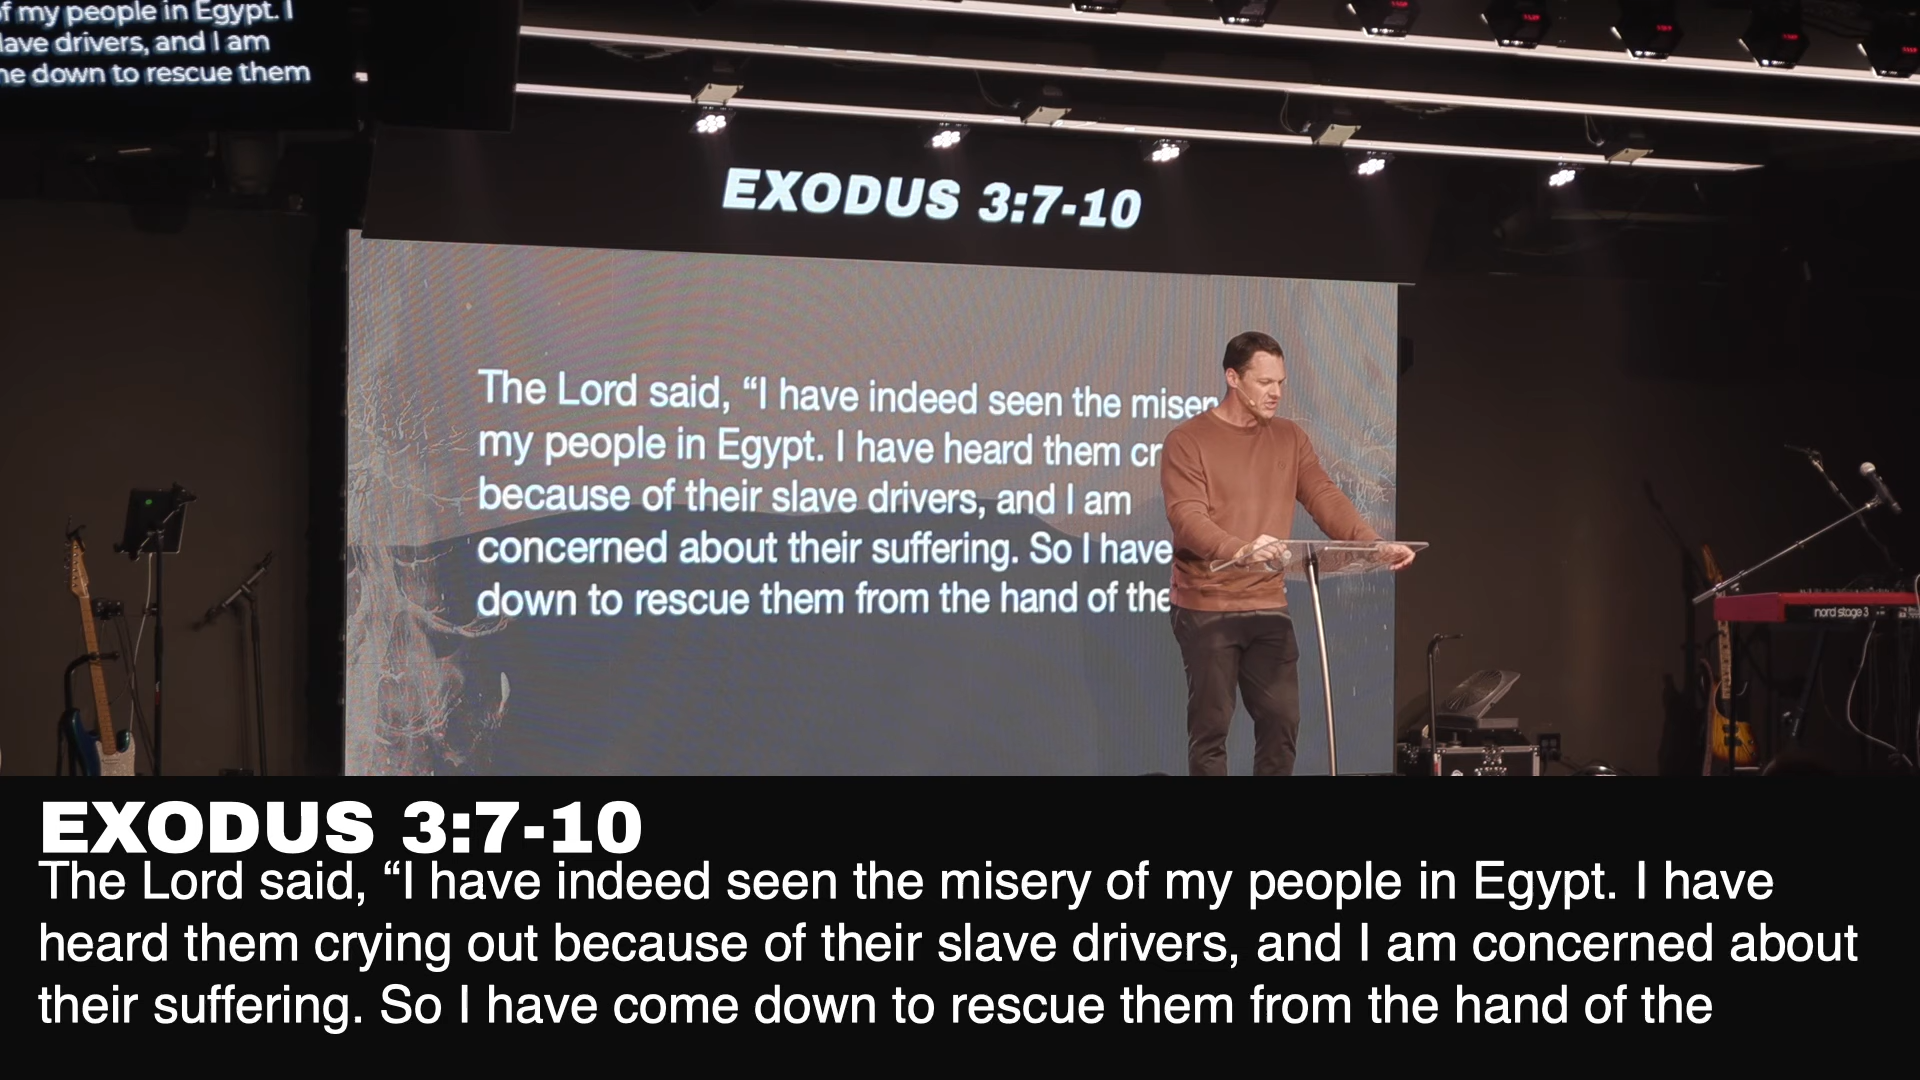 f my people in Egypt. I
lave drivers, and I am
me down to rescue them
EXODUS 3:7-10
The Lord said, “I have indeed seen the miser
my people in Egypt. I have heard them cr
because of their slave drivers, and I am
concerned about their suffering. So I have
down to rescue them from the hand of the
nord stage 3
EXODUS 3:7-10
The Lord said, “I have indeed seen the misery of my people in Egypt. I have
heard them crying out because of their slave drivers, and I am concerned about
their suffering. So I have come down to rescue them from the hand of the